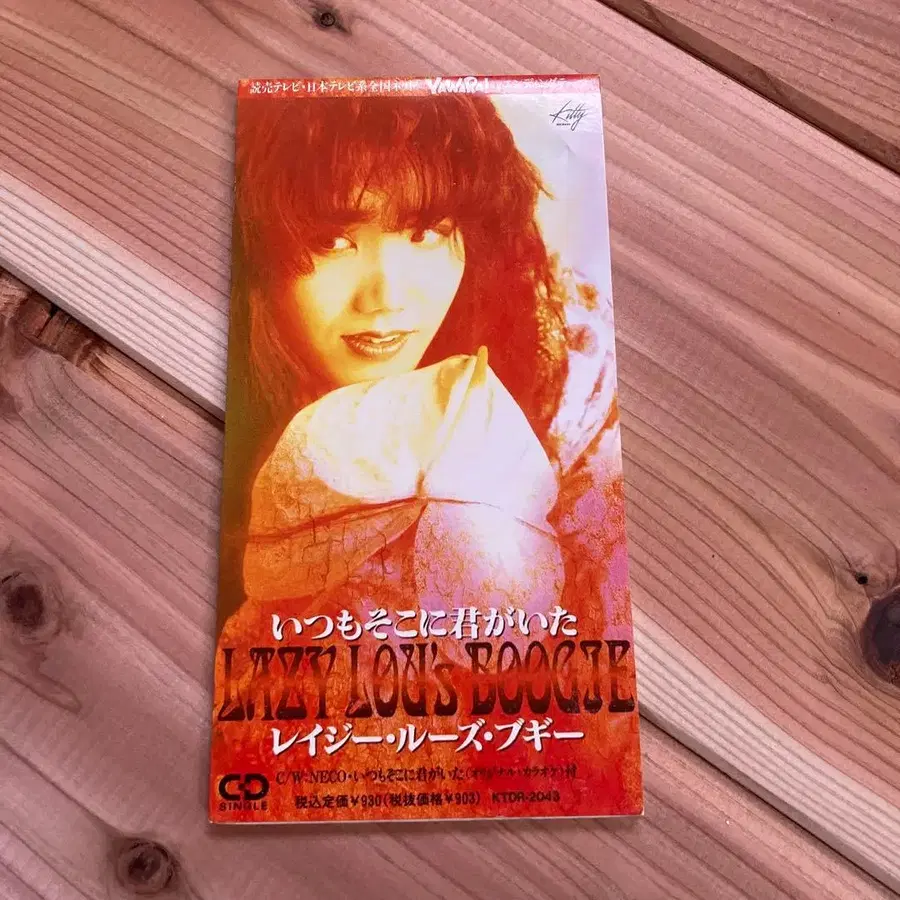 読売テレビ・日本テレビ系全国ネット YAWARA!
Kitty
いつもそこに君がいた
LAZY LOU's BOOGIE
レイジー・ルーズ・ブギー
C/W:NECO・いつもそこに君がいた(オリジナル・カラオケ)付
CD
SINGLE
税込定価¥930(税抜価格¥903) KTDR-2043